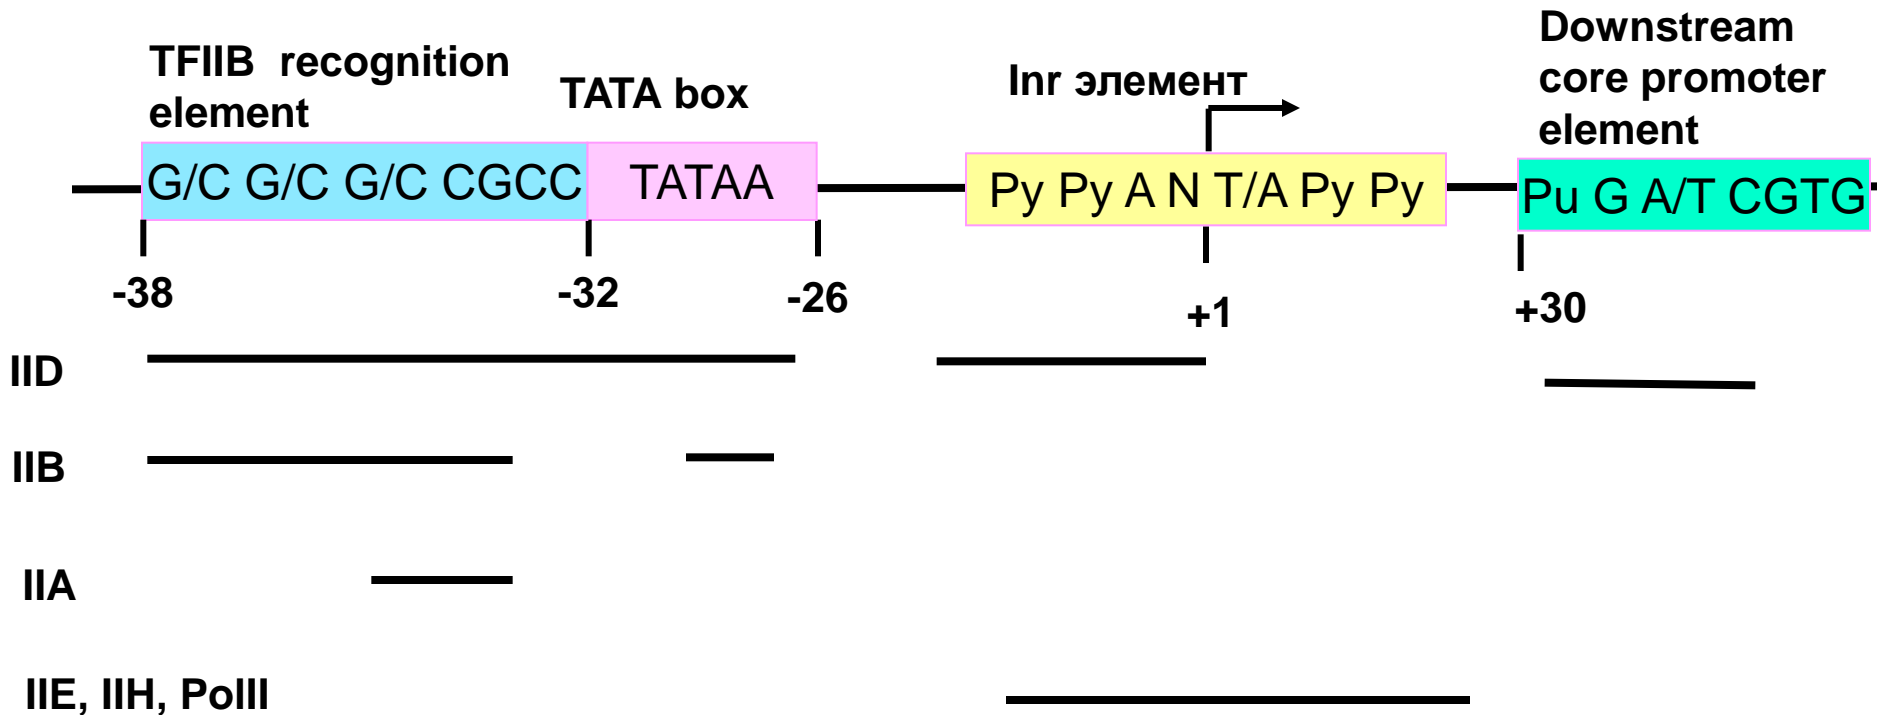 TFIIB recognition
element
TATA box
Inr элемент
Downstream
core promoter
element
G/C G/C G/C CGCC
TATAA
Py Py A N T/A Py Py
Pu G A/T CGTG
-38
-32
-26
+1
+30
IID
IIB
IIA
IIE, IIH, PolII